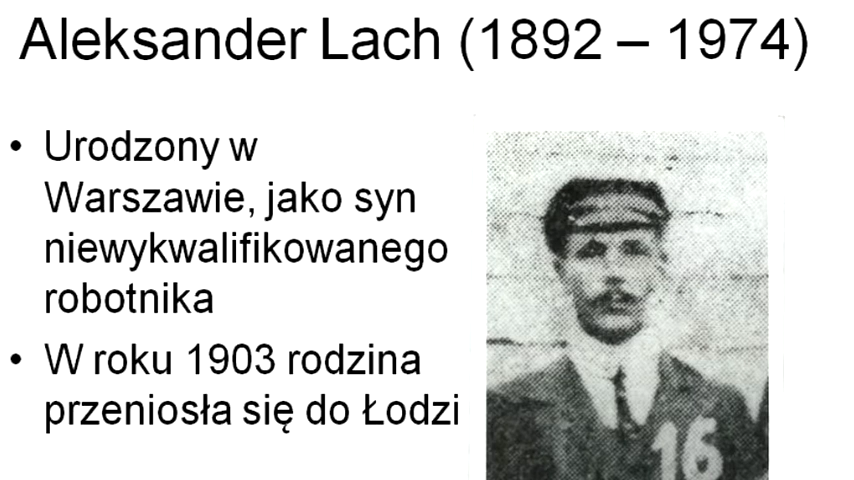 Aleksander Lach (1892 – 1974)
• Urodzony w
Warszawie, jako syn
niewykwalifikowanego
robotnika
• W roku 1903 rodzina
przeniosła się do Łodzi
16